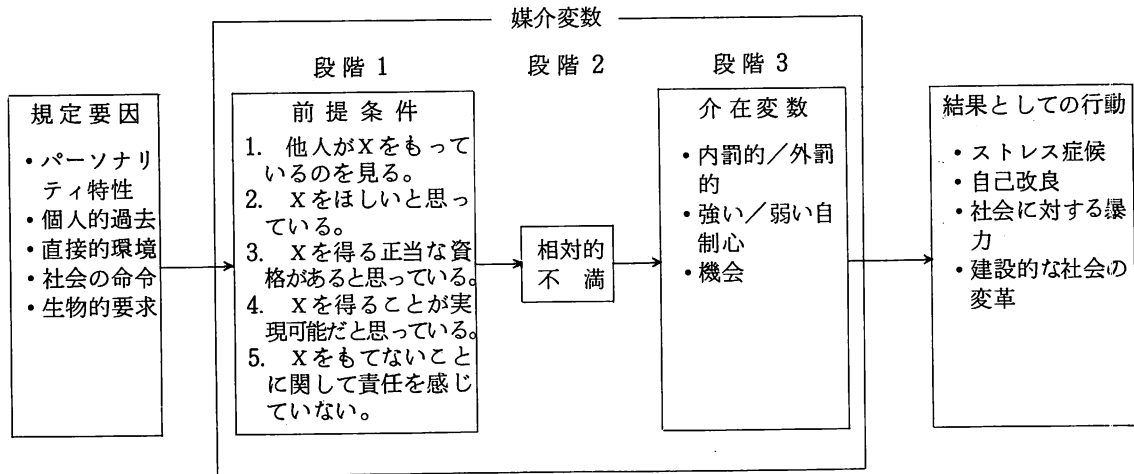 媒介変数
段階 1
段階 2
段階 3
規定要因
・パーソナリ
ティ特性
・個人的過去
・直接的環境
・社会の命令
・生物的要求
前提条件
1. 他人がXをもって
いるのを見る。
2. Xをほしいと思っ
ている。
3. Xを得る正当な資
格があると思っている。
4. Xを得ることが実
現可能だと思っている。
5. Xをもてないこと
に関して責任を感じ
ていない。
相対的
不満
介在変数
・内罰的／外罰
的
・強い／弱い自
制心
・機会
結果としての行動
・ストレス症候
・自己改良
・社会に対する暴
力
・建設的な社会の
変革